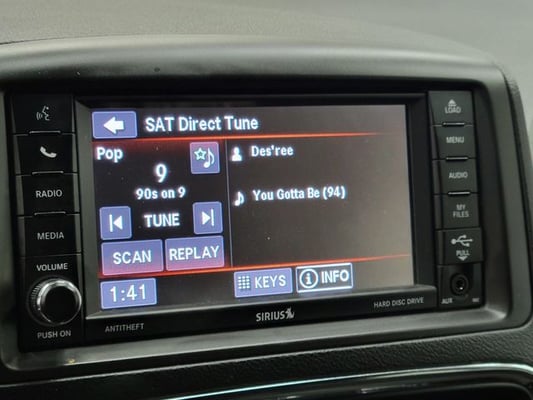 SAT Direct Tune
Pop
9
90s on 9
TUNE
SCAN REPLAY
Des'ree
You Gotta Be (94)
1:41
KEYS
INFO
RADIO
MEDIA
VOLUME
PUSH ON
ANTITHEFT
SIRIUS
HARD DISC DRIVE
LOAD
MENU
AUDIO
MY
FILES
PULL
AUX